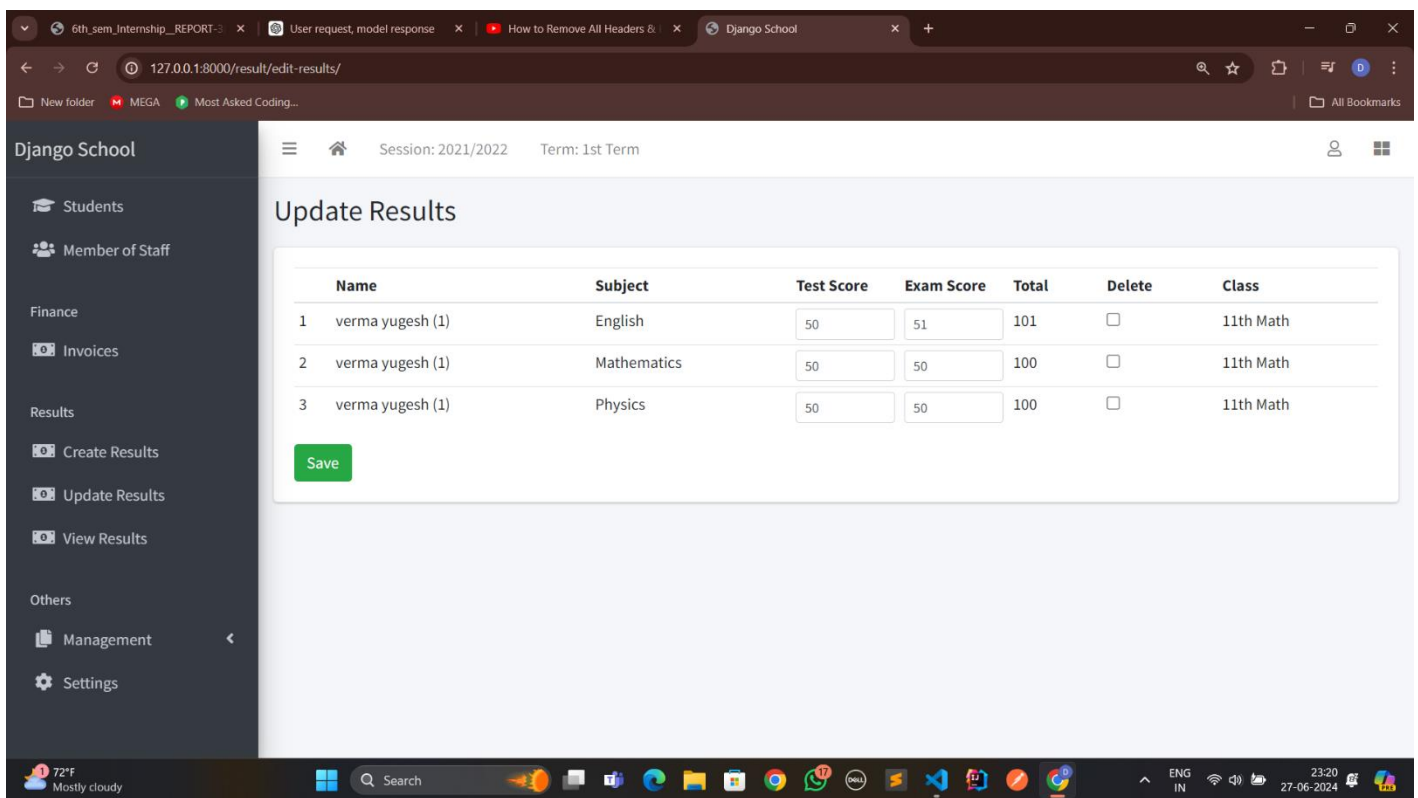 6th_sem_Internship__REPORT-3 User request, model response How to Remove All Headers & Django School
127.0.0.1:8000/result/edit-results/ D
New folder MEGA Most Asked Coding... All Bookmarks
Django School Session: 2021/2022 Term: 1st Term
Students
Member of Staff
Finance
Invoices
Results
Create Results
Update Results
View Results
Others
Management
Settings
Update Results
Name Subject Test Score Exam Score Total Delete Class
1 verma yugesh (1) English 50 51 101 11th Math
2 verma yugesh (1) Mathematics 50 50 100 11th Math
3 verma yugesh (1) Physics 50 50 100 11th Math
Save
1 72°F
Mostly cloudy
Search
17
DELL
D
ENG
IN
23:20
27-06-2024
PRE